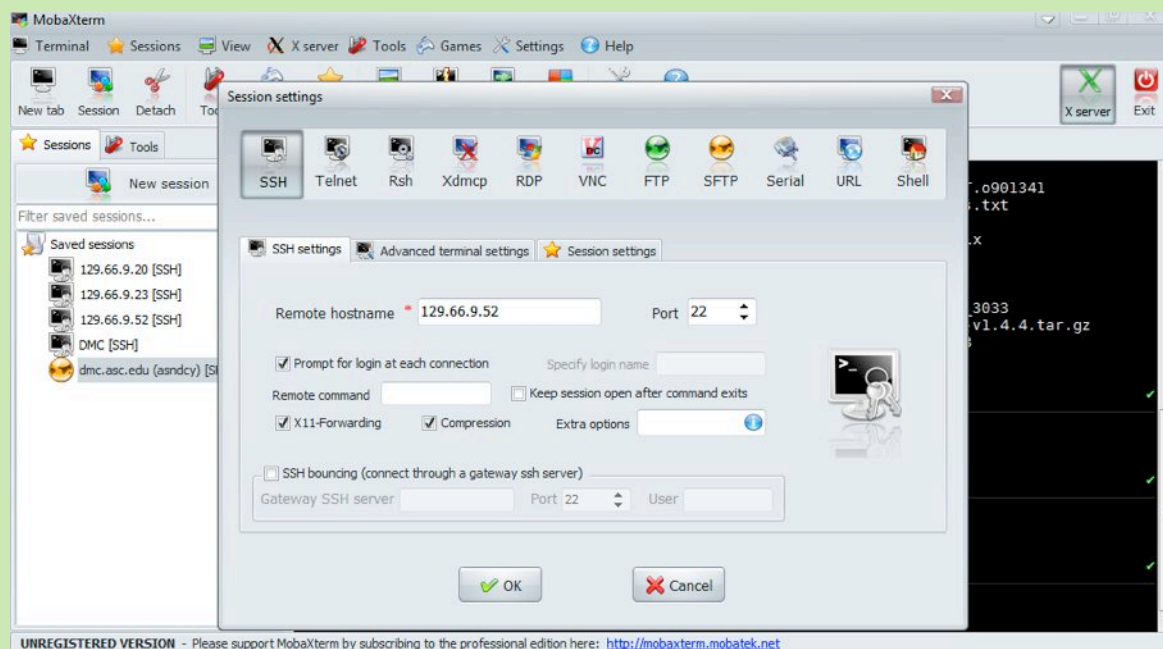 MobaXterm
Terminal Sessions View X server Tools Games Settings Help
New tab Session Detach X server Exit
Session settings
Sessions Tools
SSH Telnet Rsh Xdmcp RDP VNC FTP SFTP Serial URL Shell
New session
Filter saved sessions...
Saved sessions
129.66.9.20 [SSH]
129.66.9.23 [SSH]
129.66.9.52 [SSH]
DMC [SSH]
dmc.asc.edu (asndcy)
SSH settings Advanced terminal settings Session settings
Remote hostname * 129.66.9.52 Port 22
Prompt for login at each connection Specify login name
Remote command Keep session open after command exits
X11-Forwarding Compression Extra options
SSH bouncing (connect through a gateway ssh server)
Gateway SSH server Port 22 User
OK Cancel
.o901341
.txt
.x
_3033
v1.4.4.tar.gz
UNREGISTERED VERSION - Please support MobaXterm by subscribing to the professional edition here: http://mobaxterm.mobatek.net